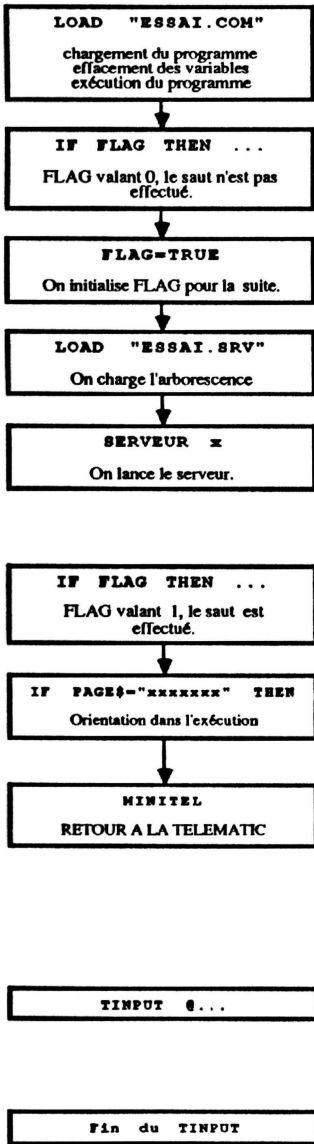 LOAD "ESSAI.COM"
chargement du programme
effacement des variables
exécution du programme
IF FLAG THEN ...
FLAG valant 0, le saut n'est pas
effectué.
FLAG=TRUE
On initialise FLAG pour la suite.
LOAD "ESSAI.SRV"
On charge l'arborescence
SERVEUR x
On lance le serveur.
IF FLAG THEN ...
FLAG valant 1, le saut est
effectué.
IF PAGE$="xxxxxxx" THEN
Orientation dans l'exécution
MINITEL
RETOUR A LA TELEMATIC
TINPUT @...
Fin du TINPUT